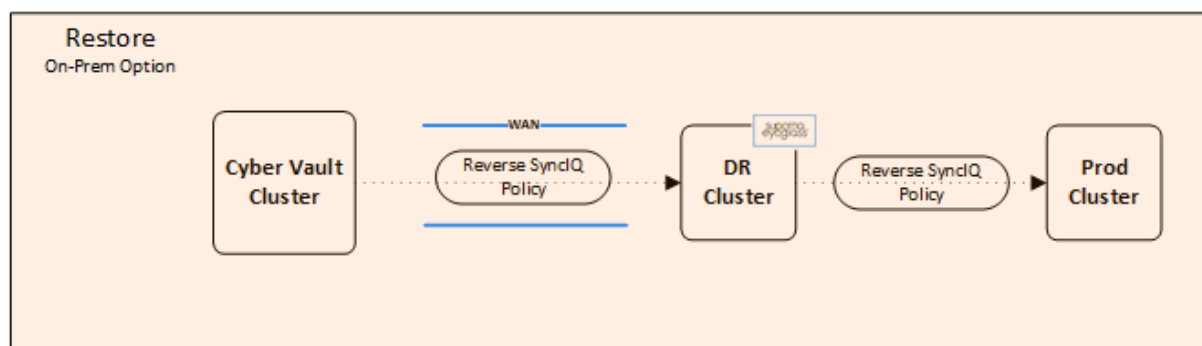 Restore
On-Prem Option
WAN
Cyber Vault
Cluster
Reverse SyncIQ
Policy
DR
Cluster
Reverse SyncIQ
Policy
Prod
Cluster